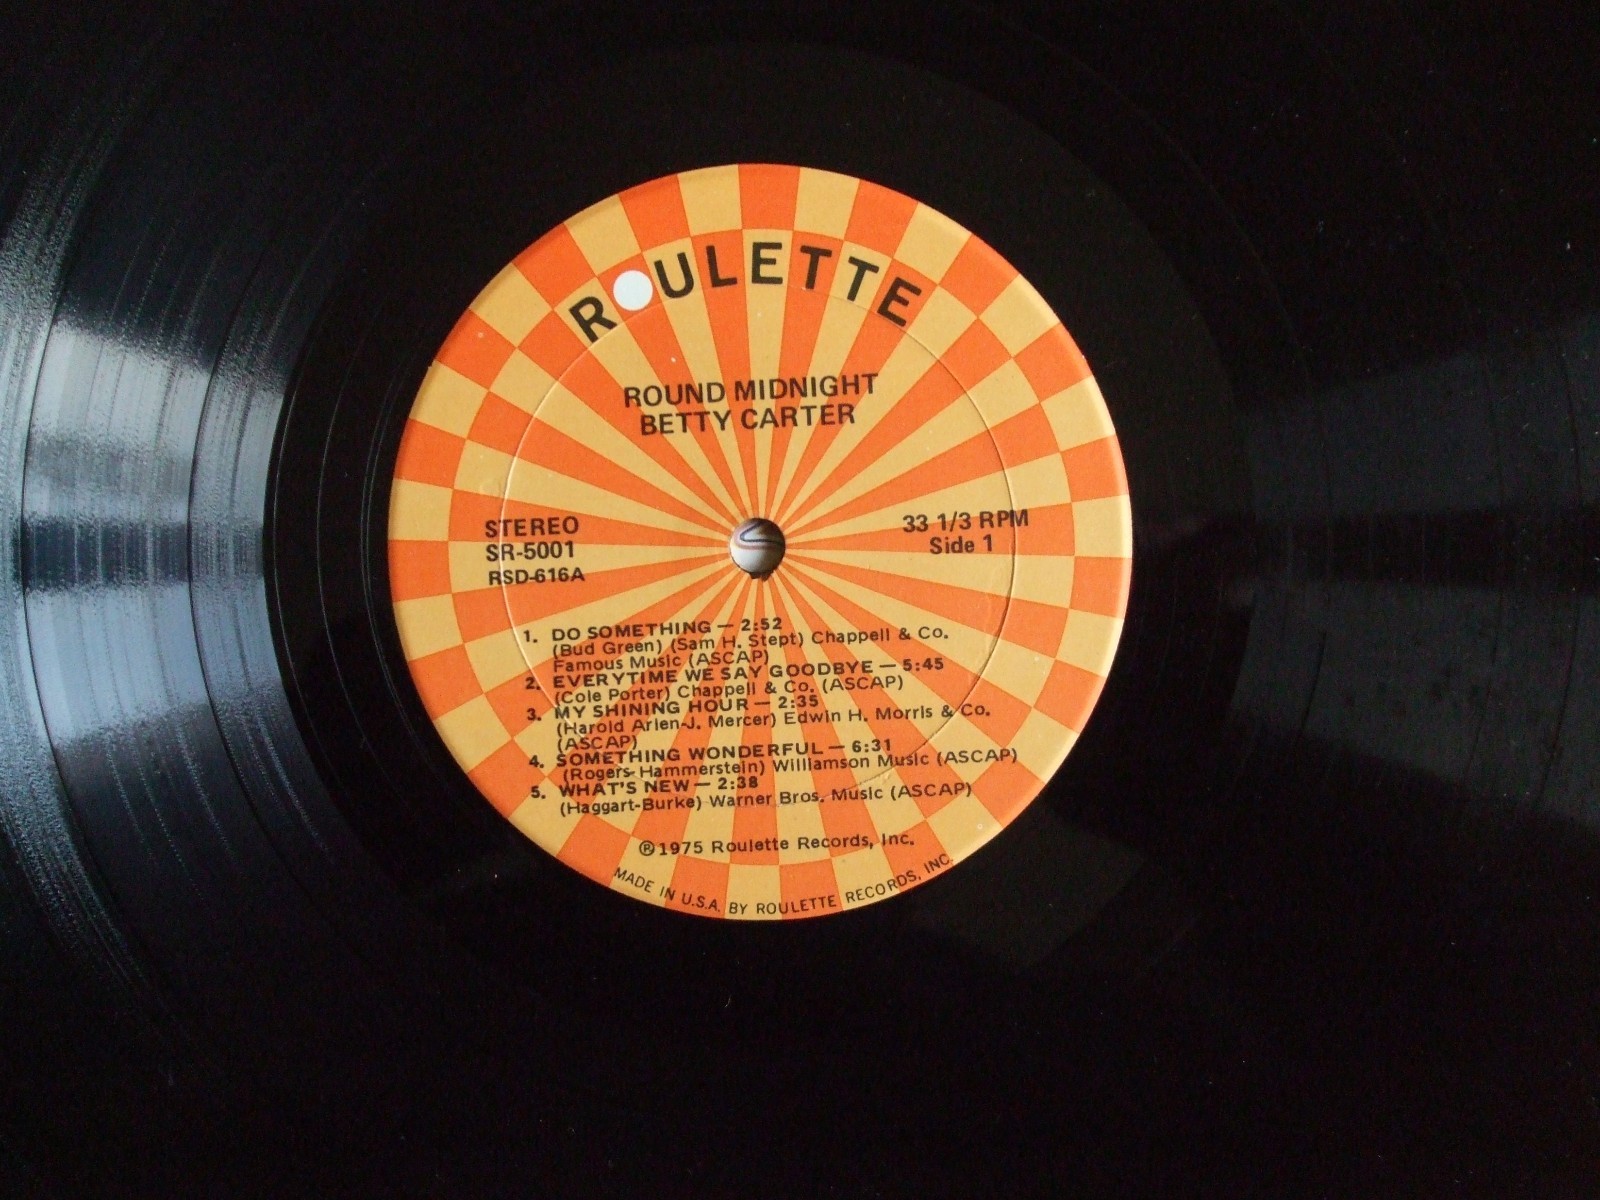 ROULETTE
ROUND MIDNIGHT
BETTY CARTER
STEREO
SR-5001
RSD-616A
33 1/3 RPM
Side 1
1. DO SOMETHING — 2:52
(Bud Green) (Sam H. Stept) Chappell & Co.
Famous Music (ASCAP)
2. EVERYTIME WE SAY GOODBYE — 5:45
(Cole Porter) Chappell & Co. (ASCAP)
3. MY SHINING HOUR — 2:35
(Harold Arlen-J. Mercer) Edwin H. Morris & Co.
(ASCAP)
4. SOMETHING WONDERFUL — 6:31
(Rogers-Hammerstein) Williamson Music (ASCAP)
5. WHAT'S NEW — 2:38
(Haggart-Burke) Warner Bros. Music (ASCAP)
®1975 Roulette Records, Inc.
MADE IN U.S.A. BY ROULETTE RECORDS, INC.